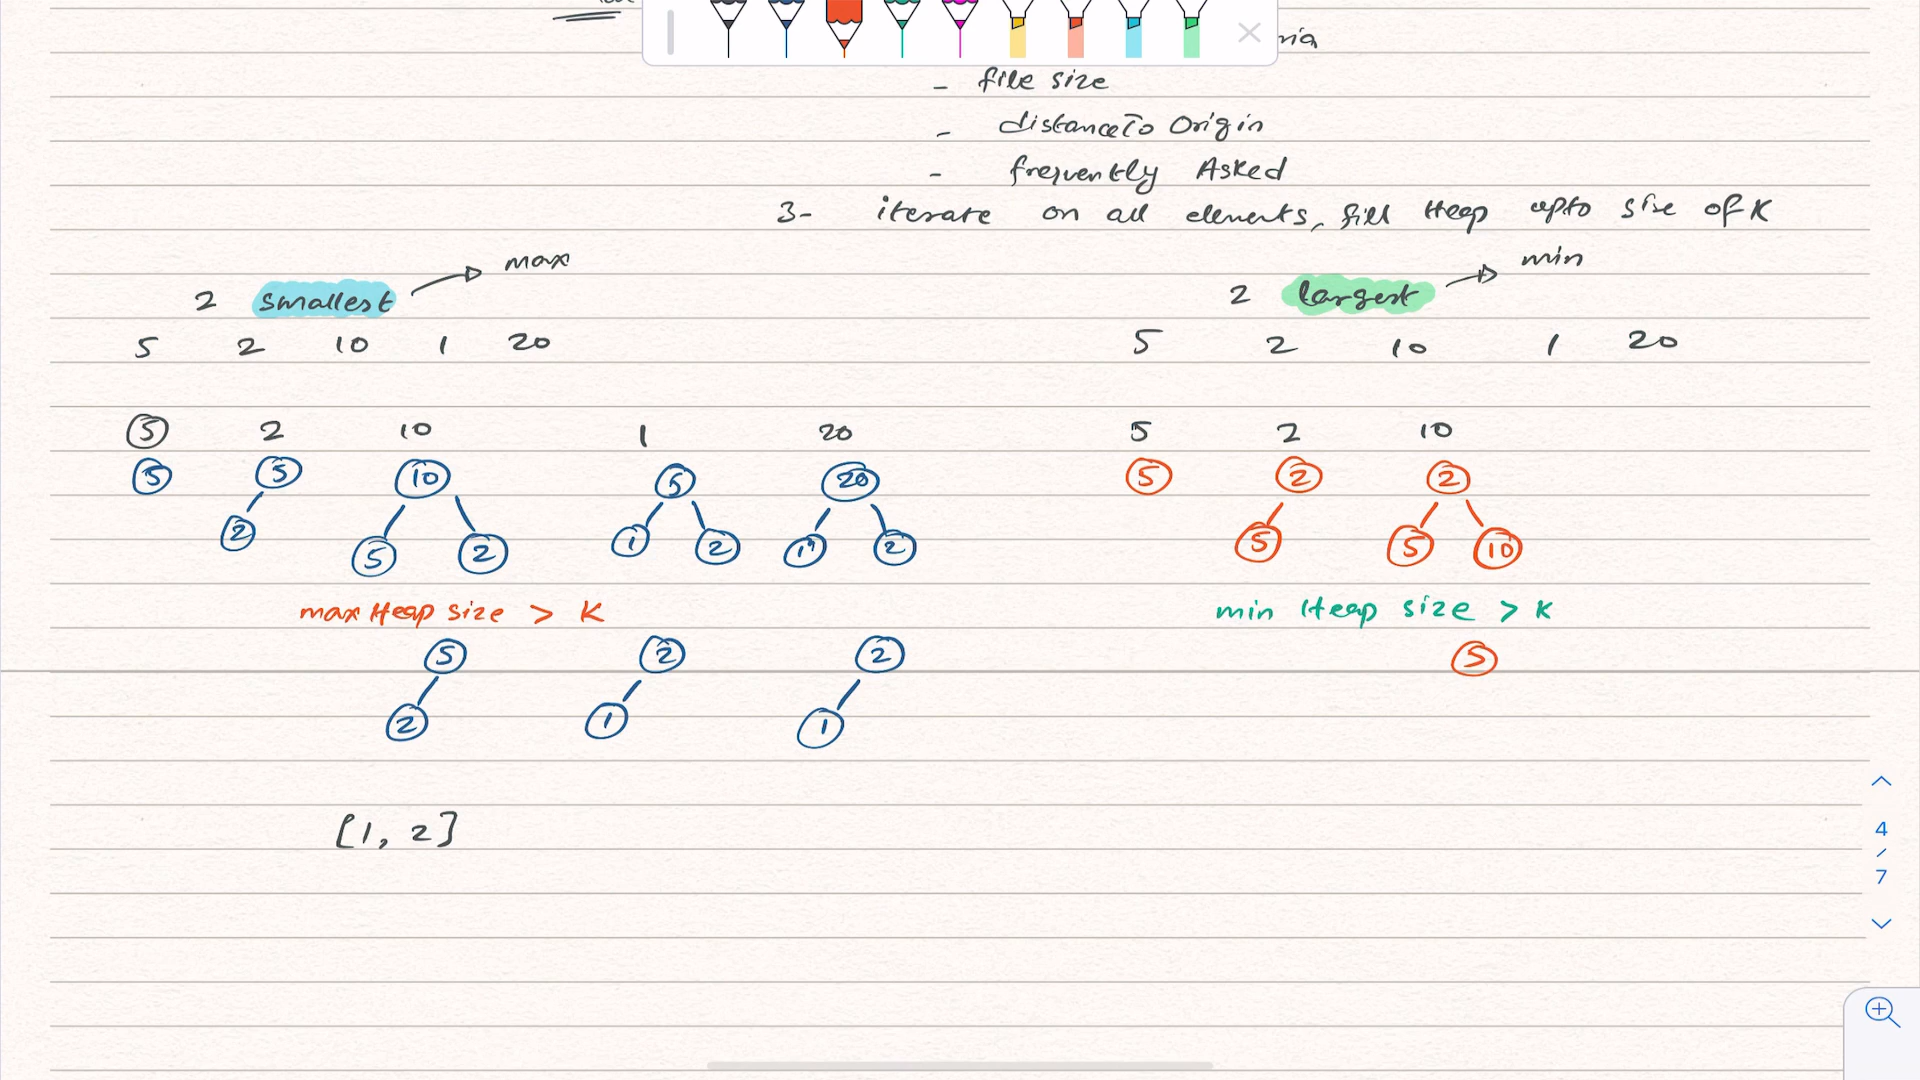 - file size
- distanceTo Origin
- frequently Asked
3- iterate on all elements, fill Heap upto size of K
2 smallest → max
5 2 10 1 20
5 2 10 1 20
5 5 10 5 20
2 5 2 1 2 1 2
maxHeap size > K
5 2 2
2 1 1
[1, 2]
2 largest → min
5 2 10 1 20
5 2 10
5 2 2
5 5 10
min Heap size > K
5
4
/
7